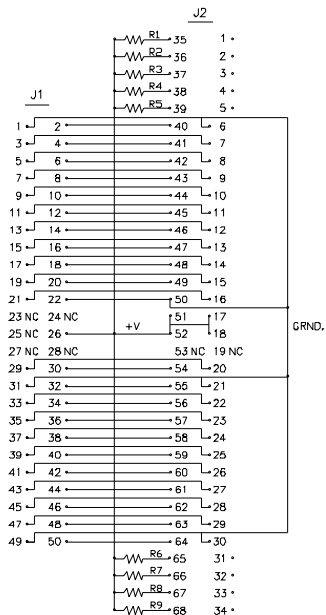 J2
R1 35 1
R2 36 2
R3 37 3
R4 38 4
J1 R5 39 5
1 2 40 6
3 4 41 7
5 6 42 8
7 8 43 9
9 10 44 10
11 12 45 11
13 14 46 12
15 16 47 13
17 18 48 14
19 20 49 15
21 22 50 16
23 NC 24 NC 51 17
25 NC 26 +V 52 18 GRND.
27 NC 28 NC 53 NC 19 NC
29 30 54 20
31 32 55 21
33 34 56 22
35 36 57 23
37 38 58 24
39 40 59 25
41 42 60 26
43 44 61 27
45 46 62 28
47 48 63 29
49 50 64 30
R6 65 31
R7 66 32
R8 67 33
R9 68 34